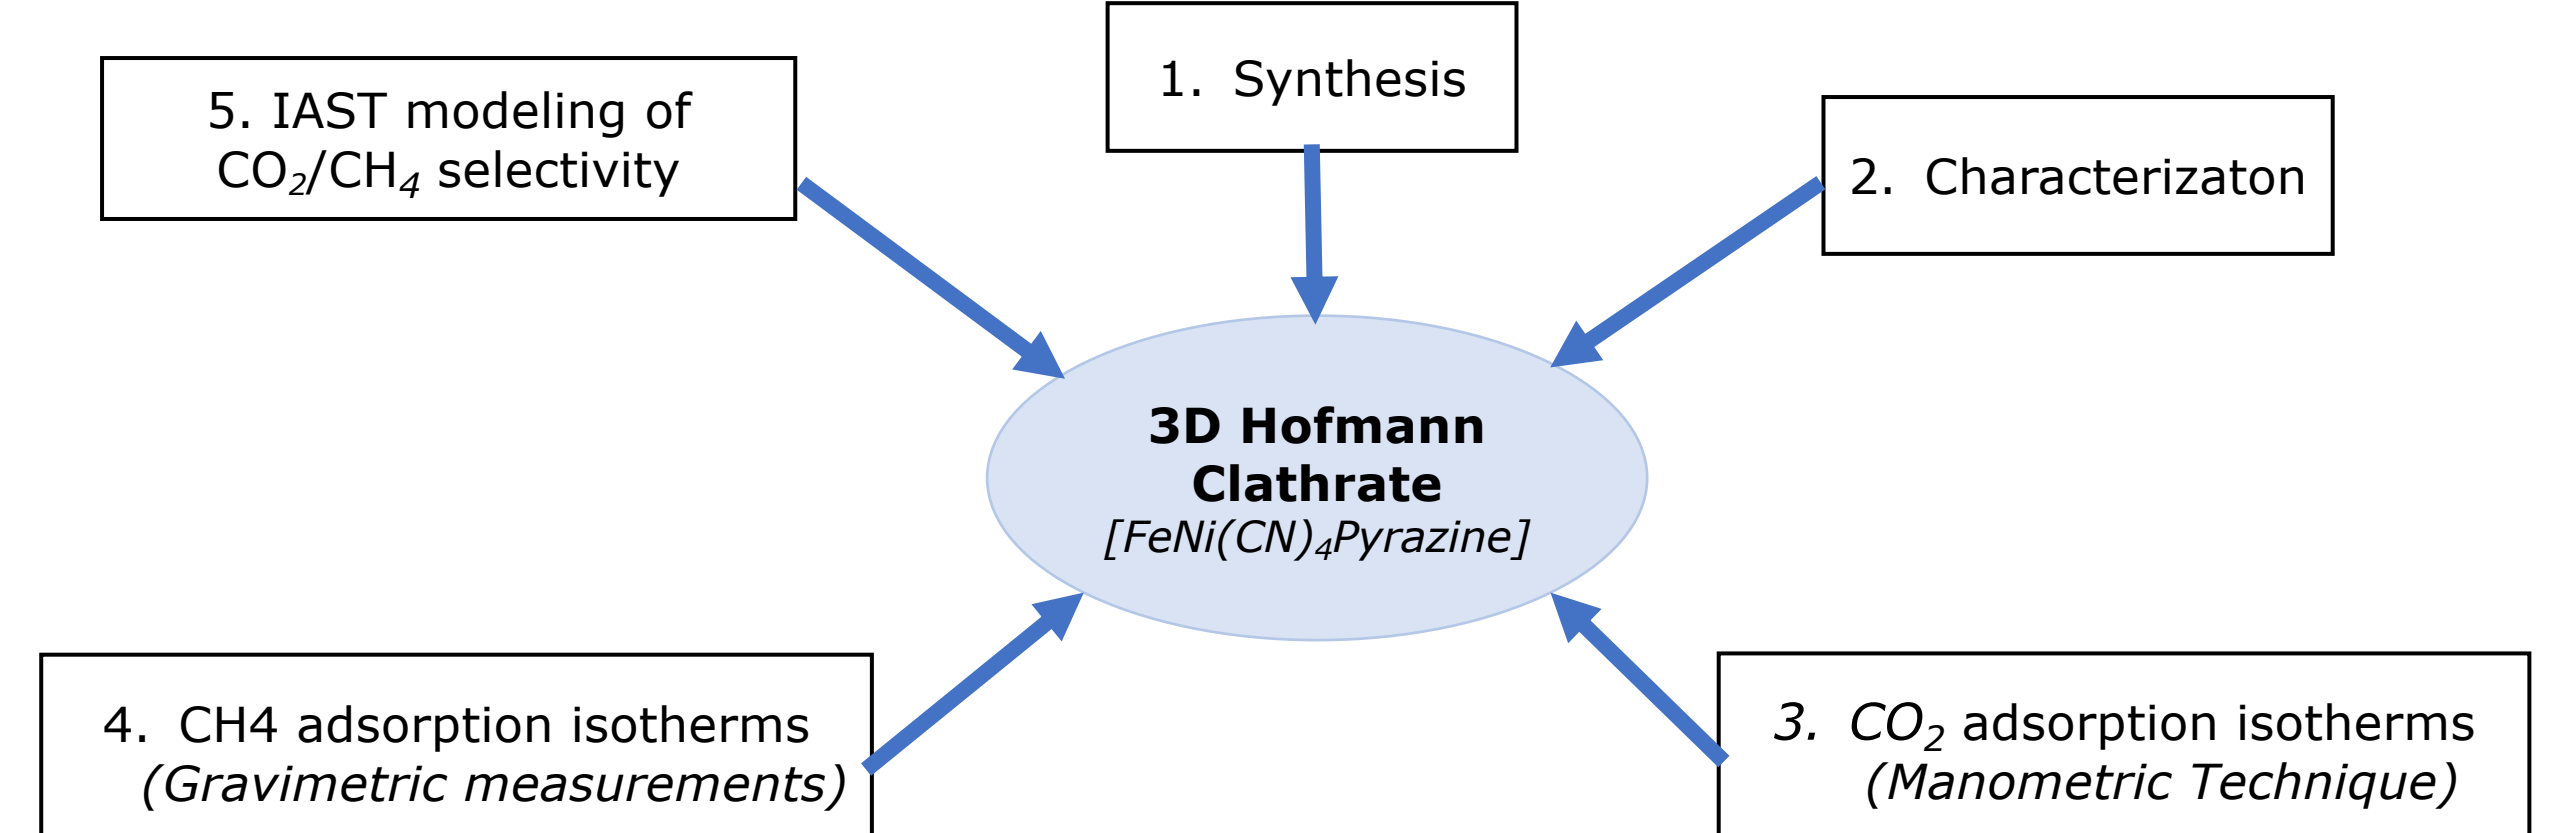 1. Synthesis
5. IAST modeling of
CO₂/CH₄ selectivity
2. Characterizaton
3D Hofmann
Clathrate
[FeNi(CN)₄Pyrazine]
4. CH4 adsorption isotherms
(Gravimetric measurements)
3. CO₂ adsorption isotherms
(Manometric Technique)